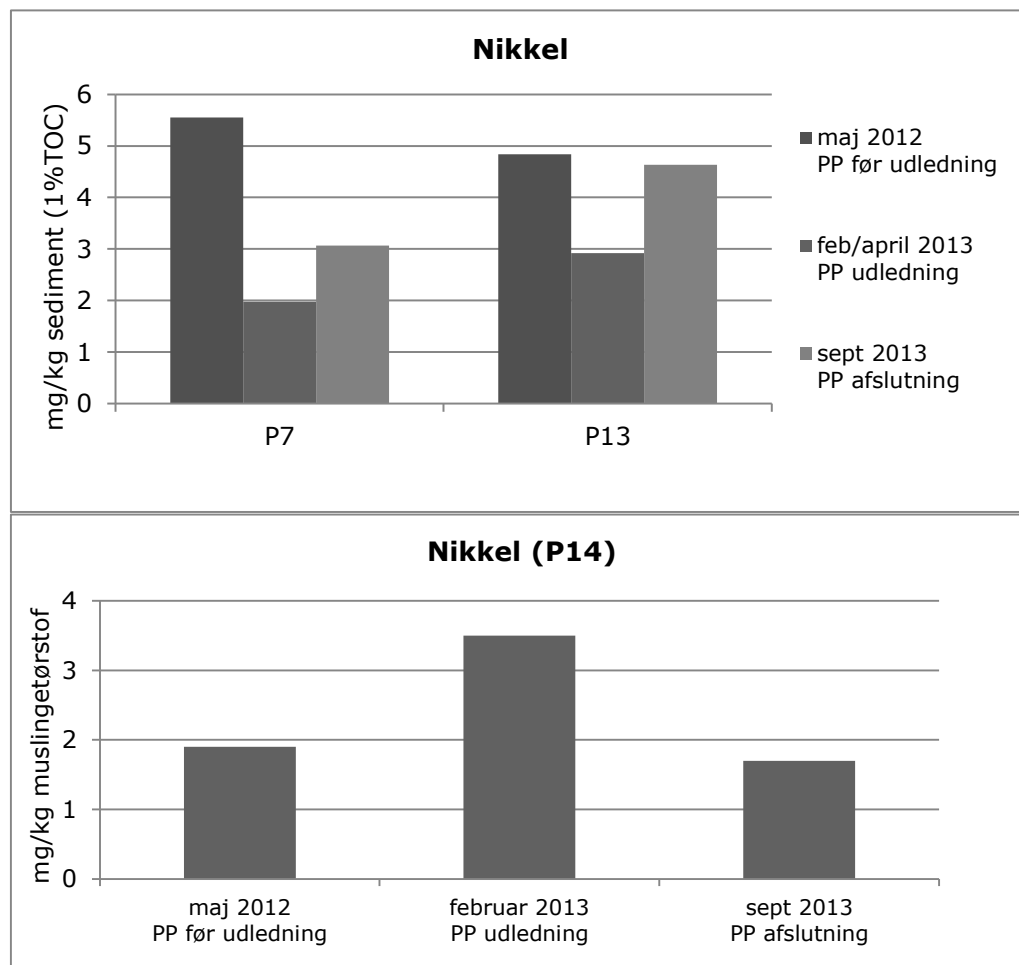 Nikkel
mg/kg sediment (1%TOC)
6
5
4
3
2
1
0
P7
P13
maj 2012
PP før udledning
feb/april 2013
PP udledning
sept 2013
PP afslutning
Nikkel (P14)
mg/kg muslingetørstof
4
3
2
1
0
maj 2012
PP før udledning
februar 2013
PP udledning
sept 2013
PP afslutning